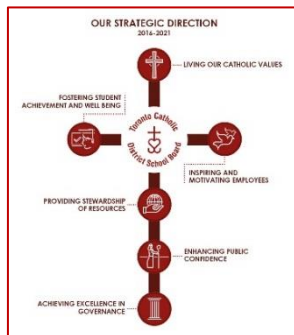 OUR STRATEGIC DIRECTION
2016-2021
LIVING OUR CATHOLIC VALUES
FOSTERING STUDENT
ACHIEVEMENT AND WELL BEING
Toronto Catholic
District School Board
INSPIRING AND
MOTIVATING EMPLOYEES
PROVIDING STEWARDSHIP
OF RESOURCES
ENHANCING PUBLIC
CONFIDENCE
ACHIEVING EXCELLENCE IN
GOVERNANCE